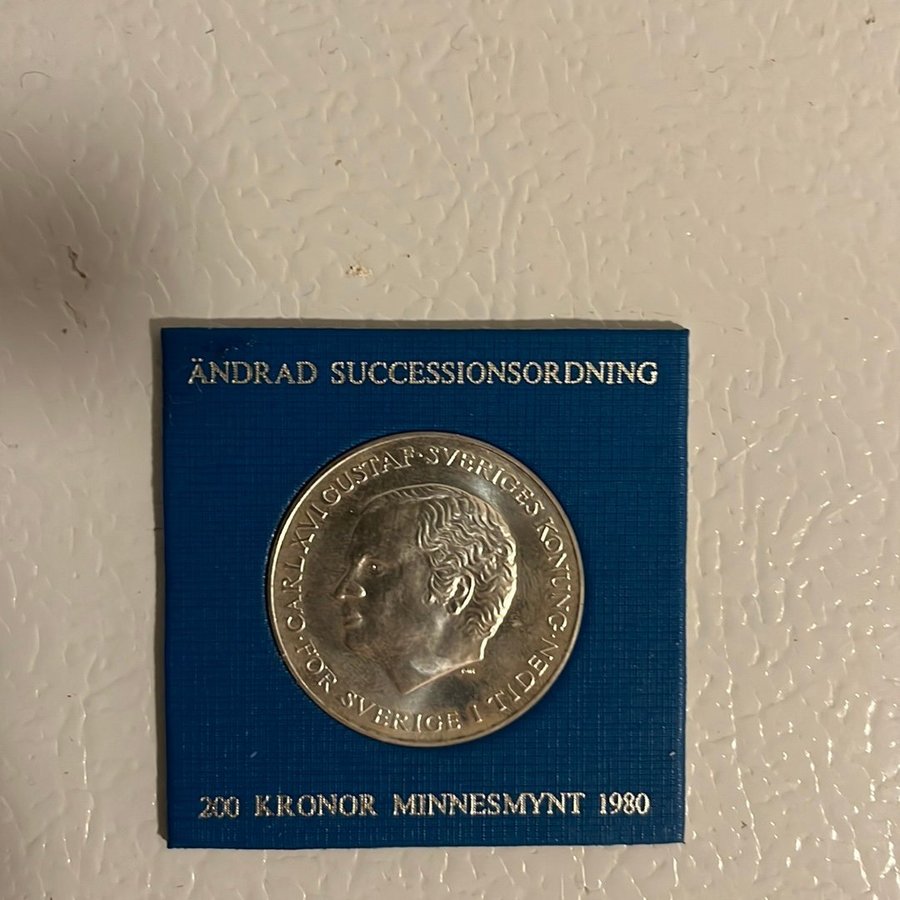 ÄNDRAD SUCCESSIONSORDNING
CARL XVI GUSTAF · SVERIGES KONUNG ·
FÖR SVERIGE I TIDEN ·
200 KRONOR MINNESMYNT 1980